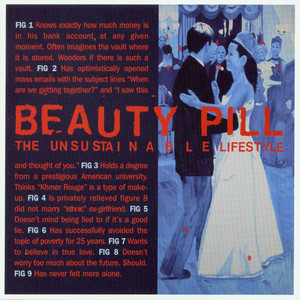 FIG 1 Knows exactly how much money is
in his bank account, at any given
moment. Often imagines the vault where
it is stored. Wonders if there is such a
vault. FIG 2 Has optimistically opened
mass emails with the subject lines "When
are we getting together?" and "I saw this
BEAUTY PILL
THE UNSUSTAINABLE LIFESTYLE
and thought of you." FIG 3 Holds a degree
from a prestigious American university.
Thinks "Khmer Rouge" is a type of make-
up. FIG 4 Is privately relieved figure 8
did not marry "ethnic" ex-girlfriend. FIG 5
Doesn't mind being lied to if it's a good
lie. FIG 6 Has successfully avoided the
topic of poverty for 25 years. FIG 7 Wants
to believe in true love. FIG 8 Doesn't
worry too much about the future. Should.
FIG 9 Has never felt more alone.
9